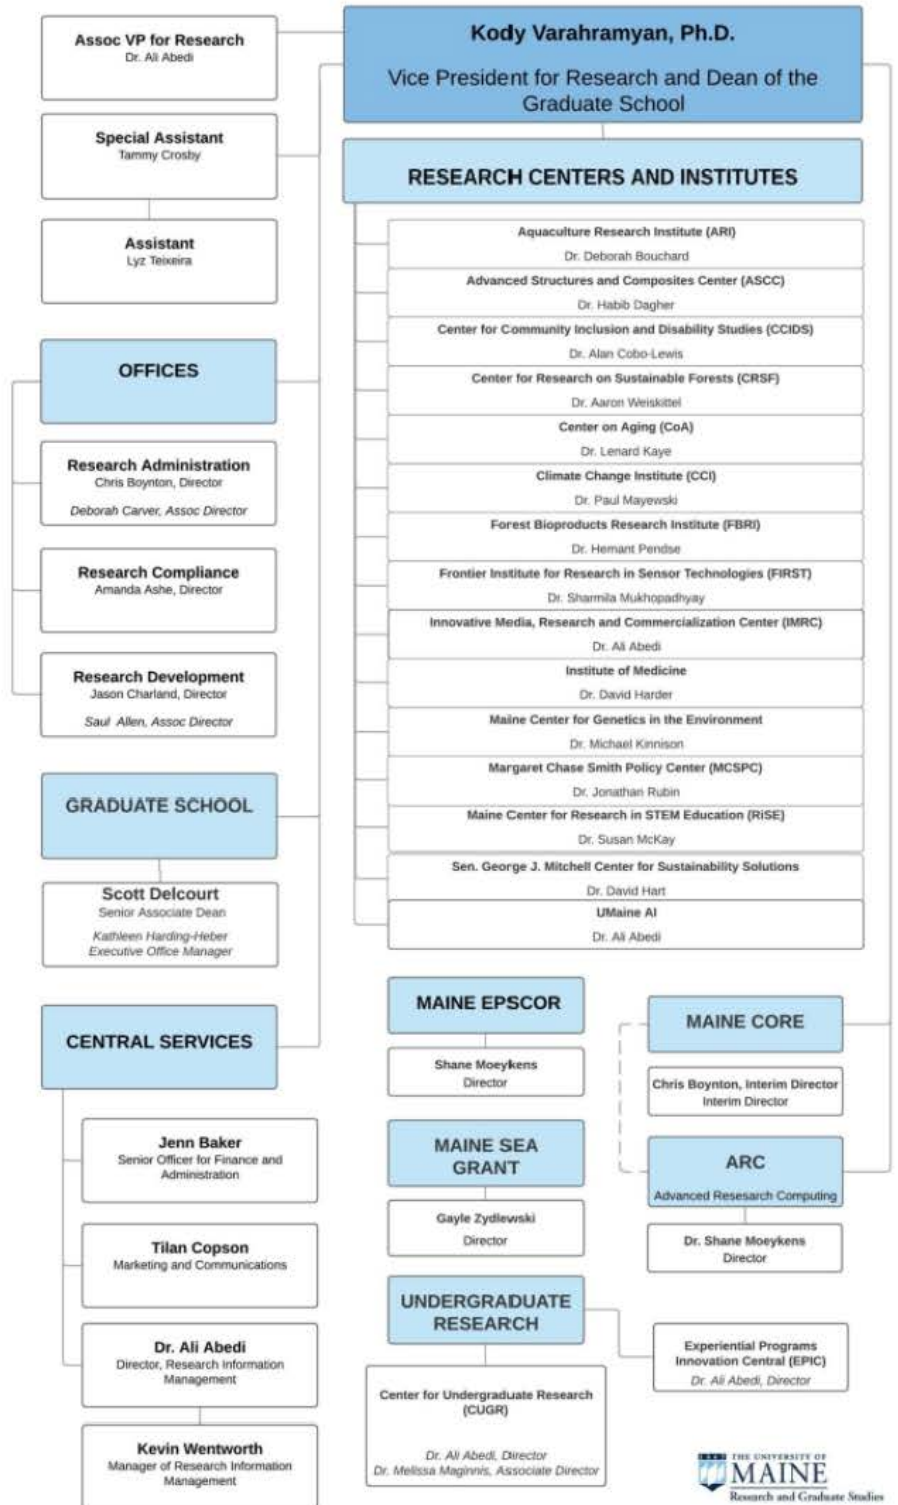 Kody Varahramyan, Ph.D.
Vice President for Research and Dean of the
Graduate School
Assoc VP for Research
Dr. Ali Abedi
Special Assistant
Tammy Crosby
Assistant
Lyz Teixeira
OFFICES
Research Administration
Chris Boynton, Director
Deborah Carver, Assoc Director
Research Compliance
Amanda Ashe, Director
Research Development
Jason Charland, Director
Saul Allen, Assoc Director
GRADUATE SCHOOL
Scott Delcourt
Senior Associate Dean
Kathleen Harding-Heber
Executive Office Manager
CENTRAL SERVICES
Jenn Baker
Senior Officer for Finance and
Administration
Tilan Copson
Marketing and Communications
Dr. Ali Abedi
Director, Research Information
Management
Kevin Wentworth
Manager of Research Information
Management
RESEARCH CENTERS AND INSTITUTES
Aquaculture Research Institute (ARI)
Dr. Deborah Bouchard
Advanced Structures and Composites Center (ASCC)
Dr. Habib Dagher
Center for Community Inclusion and Disability Studies (CCIDS)
Dr. Alan Cobo-Lewis
Center for Research on Sustainable Forests (CRSF)
Dr. Aaron Weiskittel
Center on Aging (CoA)
Dr. Lenard Kaye
Climate Change Institute (CCI)
Dr. Paul Mayewski
Forest Bioproducts Research Institute (FBRI)
Dr. Hemant Pendse
Frontier Institute for Research in Sensor Technologies (FIRST)
Dr. Sharmila Mukhopadhyay
Innovative Media, Research and Commercialization Center (IMRC)
Dr. Ali Abedi
Institute of Medicine
Dr. David Harder
Maine Center for Genetics in the Environment
Dr. Michael Kinnison
Margaret Chase Smith Policy Center (MCSPC)
Dr. Jonathan Rubin
Maine Center for Research in STEM Education (RiSE)
Dr. Susan McKay
Sen. George J. Mitchell Center for Sustainability Solutions
Dr. David Hart
UMaine AI
Dr. Ali Abedi
MAINE EPSCOR
Shane Moeykens
Director
MAINE SEA
GRANT
Gayle Zydlewski
Director
UNDERGRADUATE
RESEARCH
Center for Undergraduate Research
(CUGR)
Dr. Ali Abedi, Director
Dr. Melissa Maginnis, Associate Director
MAINE CORE
Chris Boynton, Interim Director
Interim Director
ARC
Advanced Resesarch Computing
Dr. Shane Moeykens
Director
Experiential Programs
Innovation Central (EPIC)
Dr. Ali Abedi, Director
THE UNIVERSITY OF
MAINE
Research and Graduate Studies